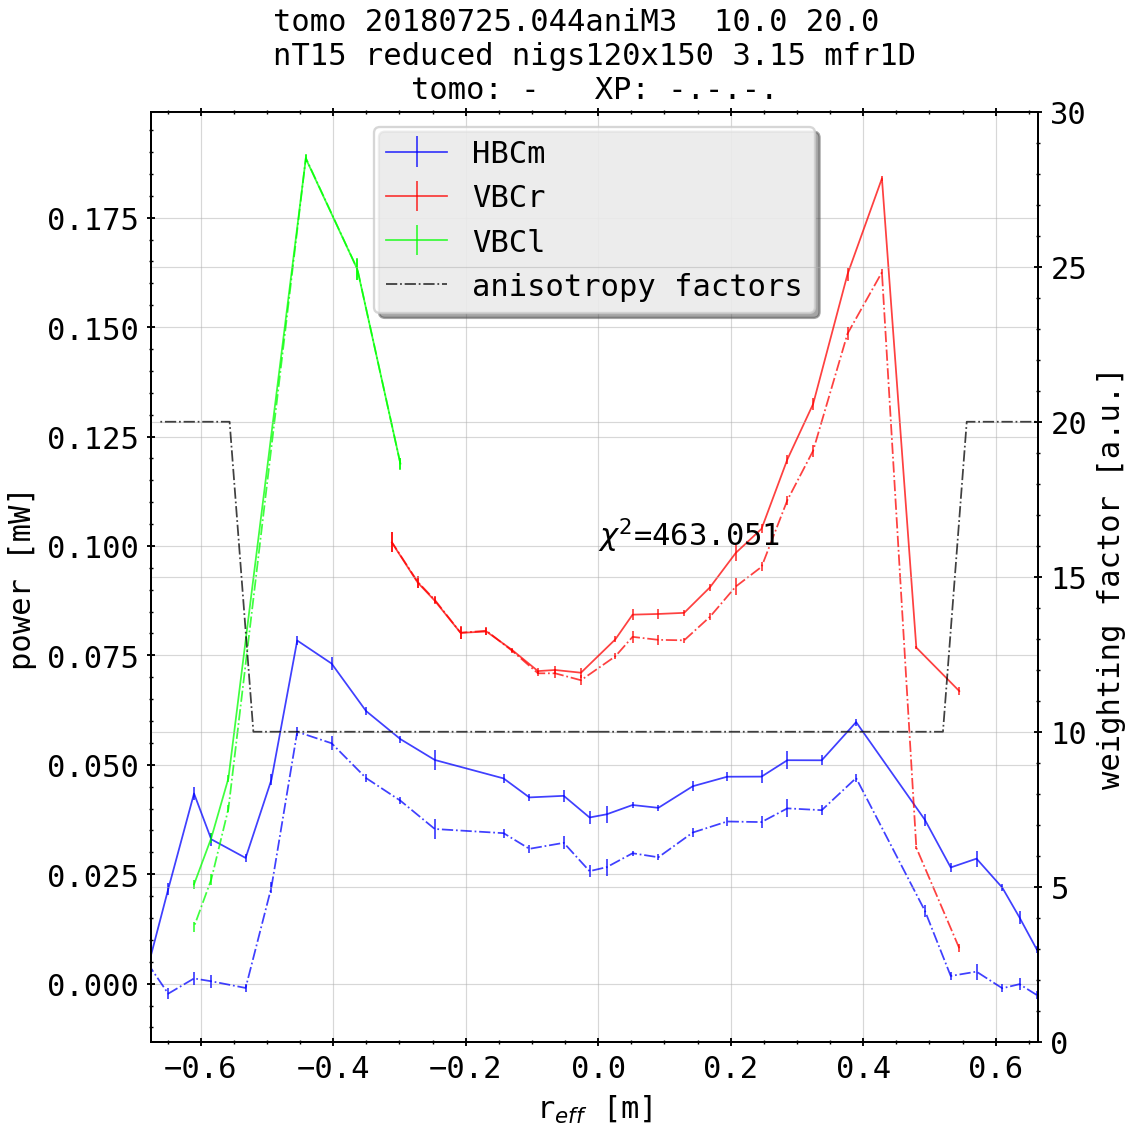 tomo 20180725.044aniM3  10.0 20.0
nT15 reduced nigs120x150 3.15 mfr1D
tomo: -   XP: -.-.-.
HBCm
VBCr
VBCl
anisotropy factors
χ²=463.051
power [mW]
0.175
0.150
0.125
0.100
0.075
0.050
0.025
0.000
−0.6 −0.4 −0.2 0.0 0.2 0.4 0.6
r_eff [m]
30
25
20
15
10
5
0
weighting factor [a.u.]